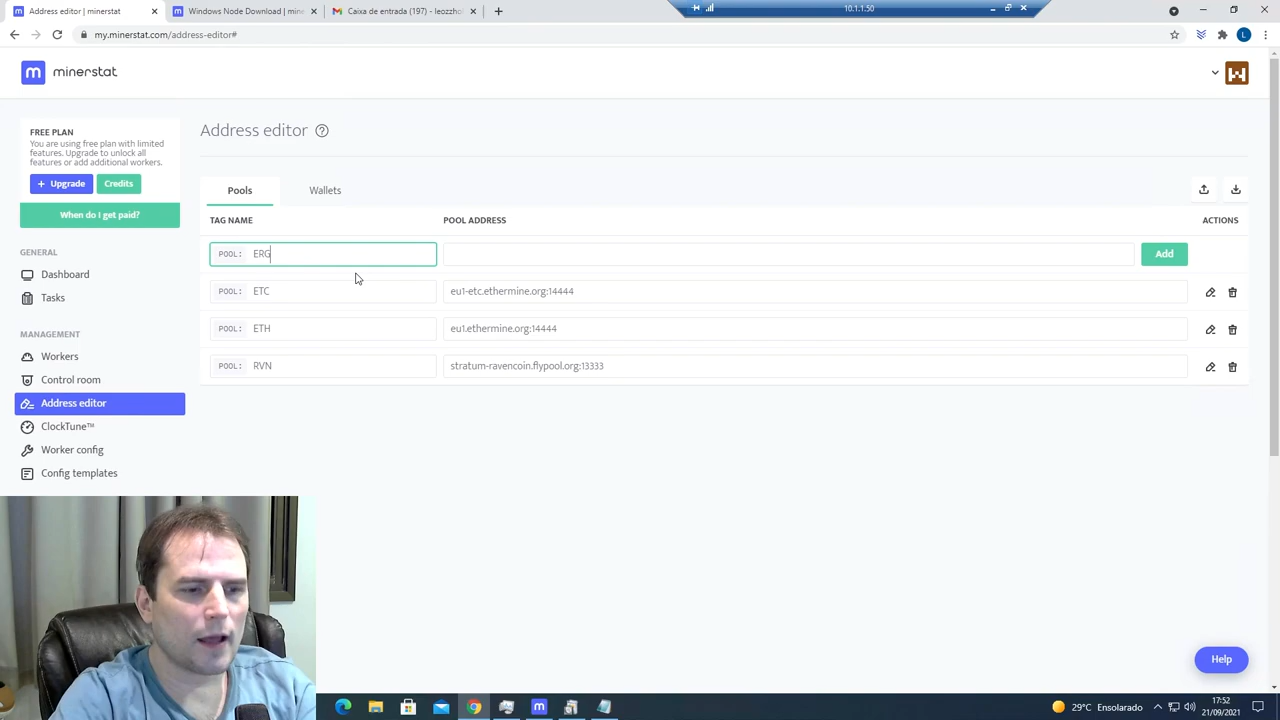 Address editor | minerstat
Windows Node Download | mine
Caixa de entrada (197) - leozzho
10.1.1.50
my.minerstat.com/address-editor#
L
minerstat
FREE PLAN
You are using free plan with limited
features. Upgrade to unlock all
features or add additional workers.
+ Upgrade
Credits
When do I get paid?
GENERAL
Dashboard
Tasks
MANAGEMENT
Workers
Control room
Address editor
ClockTune™
Worker config
Config templates
Address editor
Pools
Wallets
TAG NAME
POOL ADDRESS
ACTIONS
POOL: ERG
Add
POOL: ETC
eu1-etc.ethermine.org:14444
POOL: ETH
eu1.ethermine.org:14444
POOL: RVN
stratum-ravencoin.flypool.org:13333
Help
29°C Ensolarado
17:52
21/09/2021